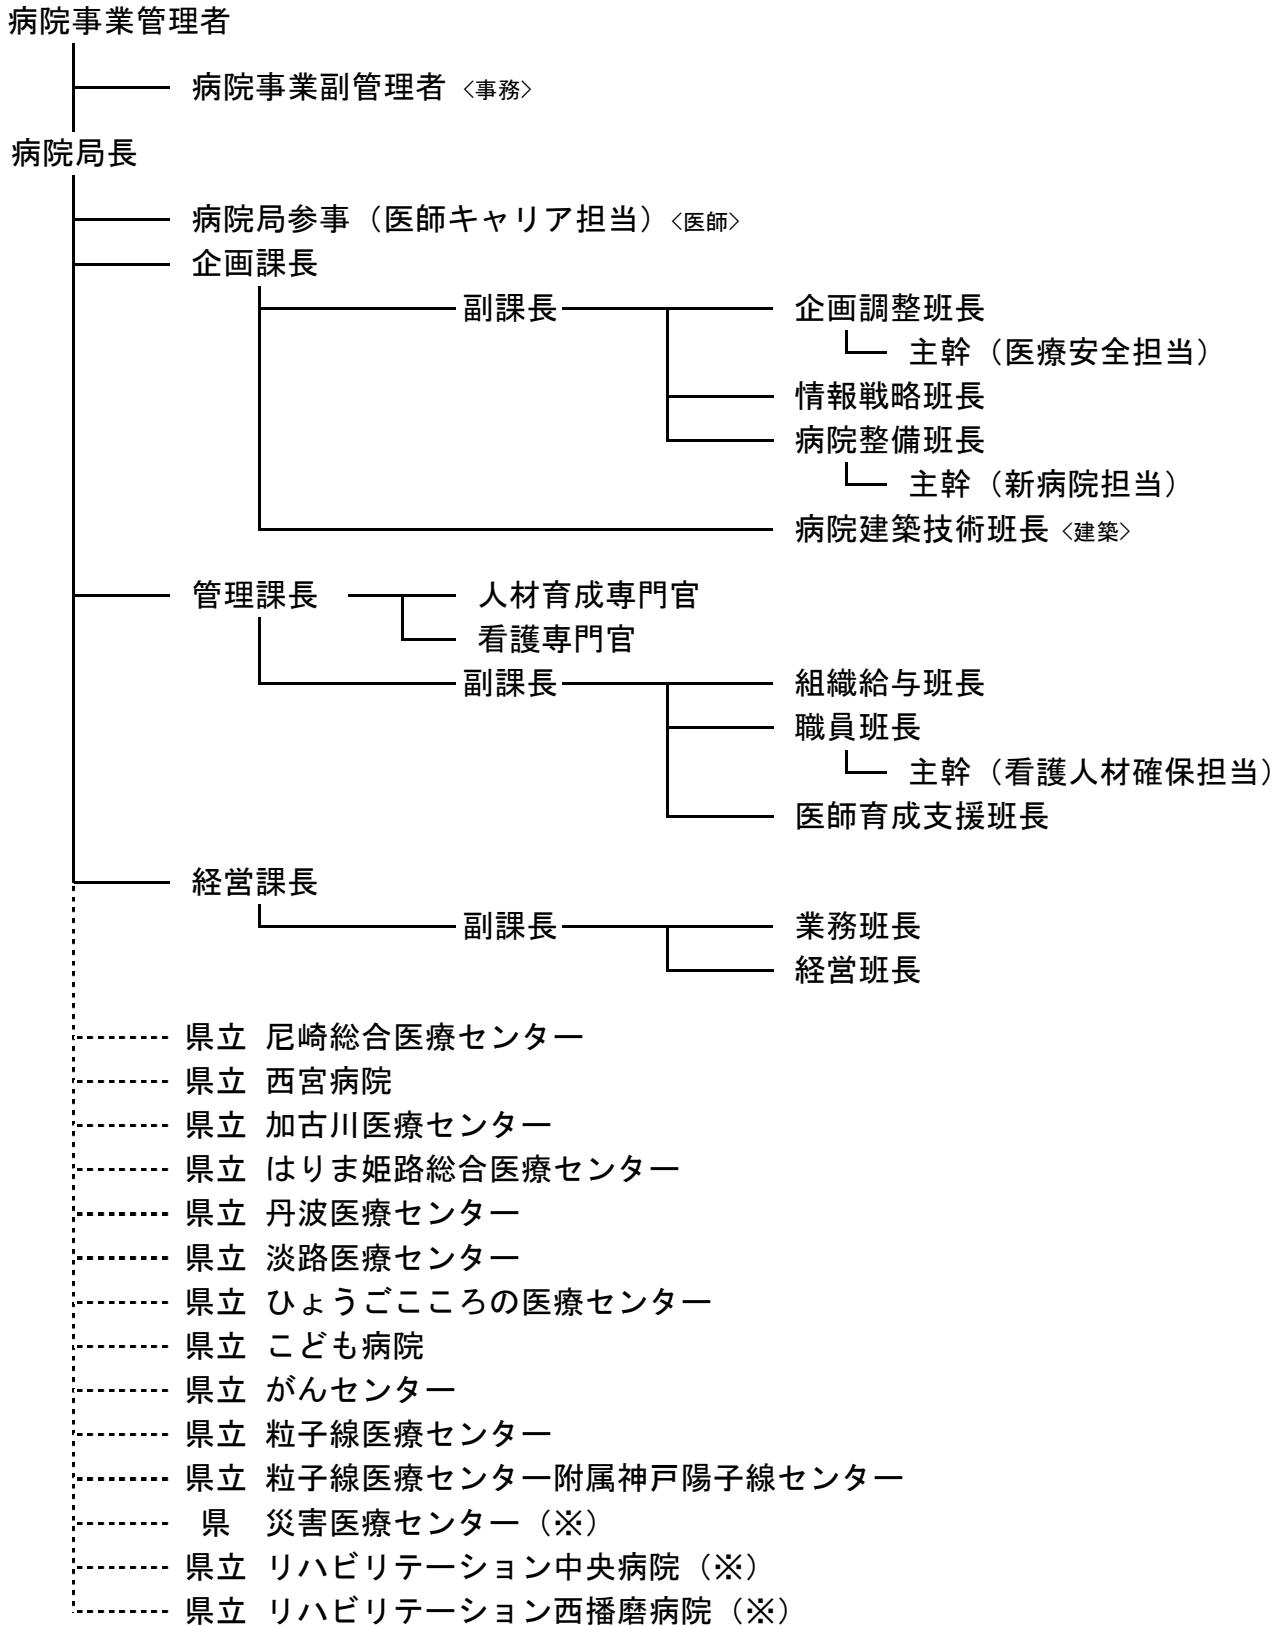 病院事業管理者
病院事業副管理者 <事務>
病院局長
病院局参事（医師キャリア担当）<医師>
企画課長
副課長 企画調整班長
主幹（医療安全担当）
情報戦略班長
病院整備班長
主幹（新病院担当）
病院建築技術班長 <建築>
管理課長 人材育成専門官
看護専門官
副課長 組織給与班長
職員班長
主幹（看護人材確保担当）
医師育成支援班長
経営課長
副課長 業務班長
経営班長
県立 尼崎総合医療センター
県立 西宮病院
県立 加古川医療センター
県立 はりま姫路総合医療センター
県立 丹波医療センター
県立 淡路医療センター
県立 ひょうごこころの医療センター
県立 こども病院
県立 がんセンター
県立 粒子線医療センター
県立 粒子線医療センター附属神戸陽子線センター
県 災害医療センター（※）
県立 リハビリテーション中央病院（※）
県立 リハビリテーション西播磨病院（※）